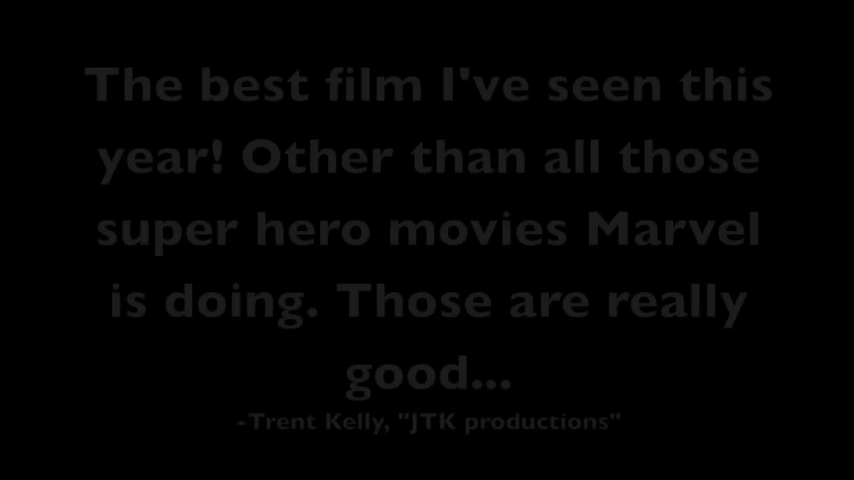 The best film I've seen this
year! Other than all those
super hero movies Marvel
is doing. Those are really
good...
-Trent Kelly, "JTK productions"